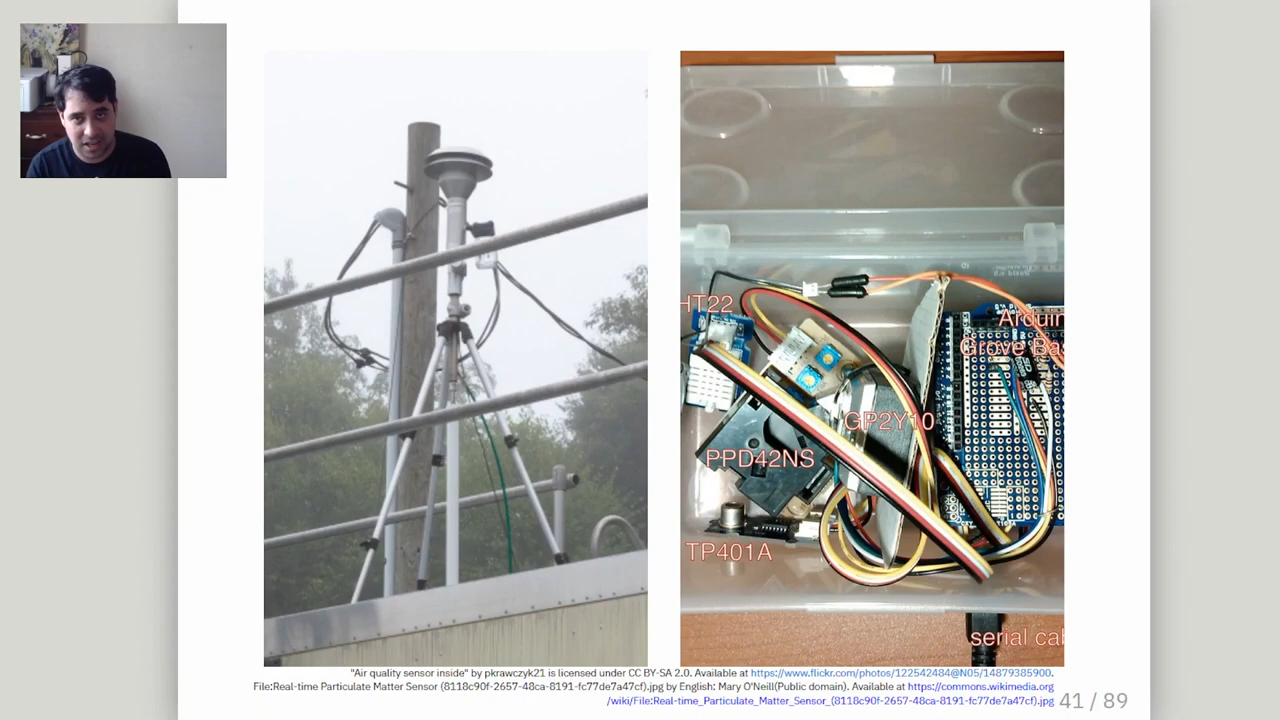 HT22
Arduin
Grove Bas
GP2Y10
PPD42NS
TP401A
serial cal
"Air quality sensor inside" by pkrawczyk21 is licensed under CC BY-SA 2.0. Available at https://www.flickr.com/photos/122542484@N05/14879385900.
File:Real-time Particulate Matter Sensor (8118c90f-2657-48ca-8191-fc77de7a47cf).jpg by English: Mary O'Neill(Public domain). Available at https://commons.wikimedia.org
/wiki/File:Real-time_Particulate_Matter_Sensor_(8118c90f-2657-48ca-8191-fc77de7a47cf).jpg
41 / 89